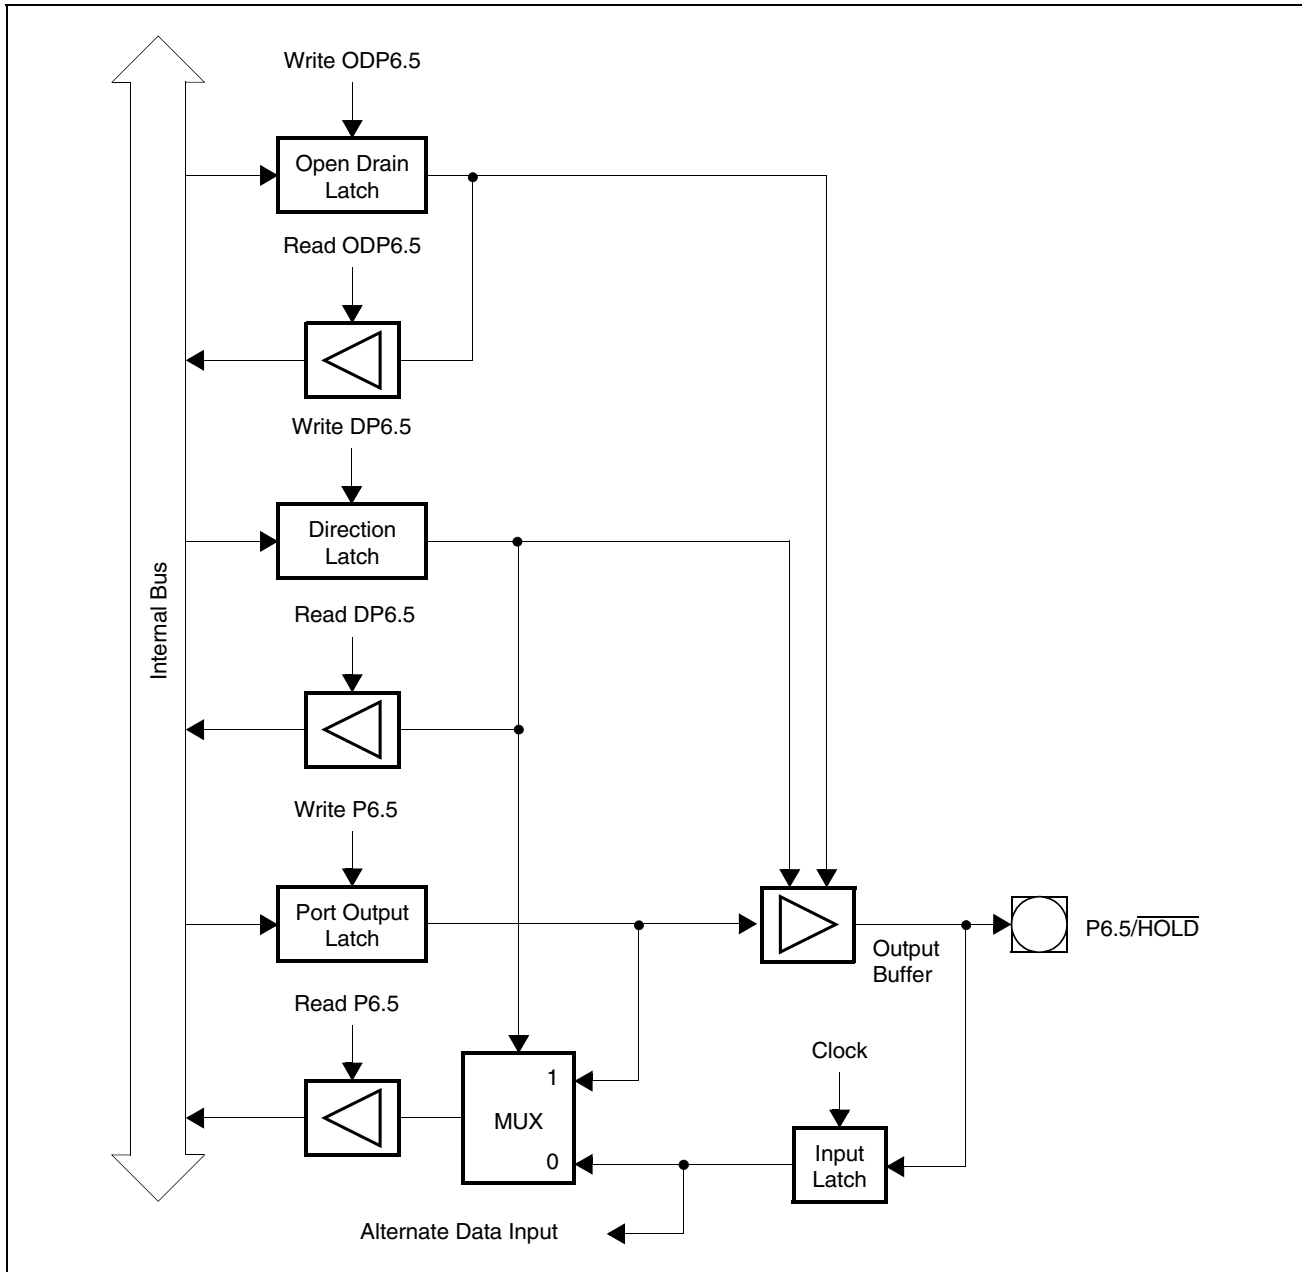 Write ODP6.5
Open Drain
Latch
Read ODP6.5
Write DP6.5
Direction
Latch
Internal Bus
Read DP6.5
Write P6.5
Port Output
Latch
Output
Buffer
P6.5/HOLD
Read P6.5
Clock
1
MUX
0
Input
Latch
Alternate Data Input